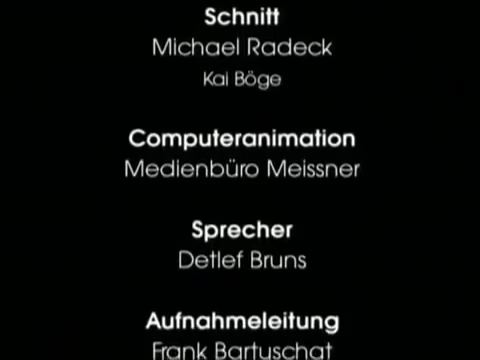 Schnitt
Michael Radeck
Kai Böge
Computeranimation
Medienbüro Meissner
Sprecher
Detlef Bruns
Aufnahmeleitung
Frank Bartuschat